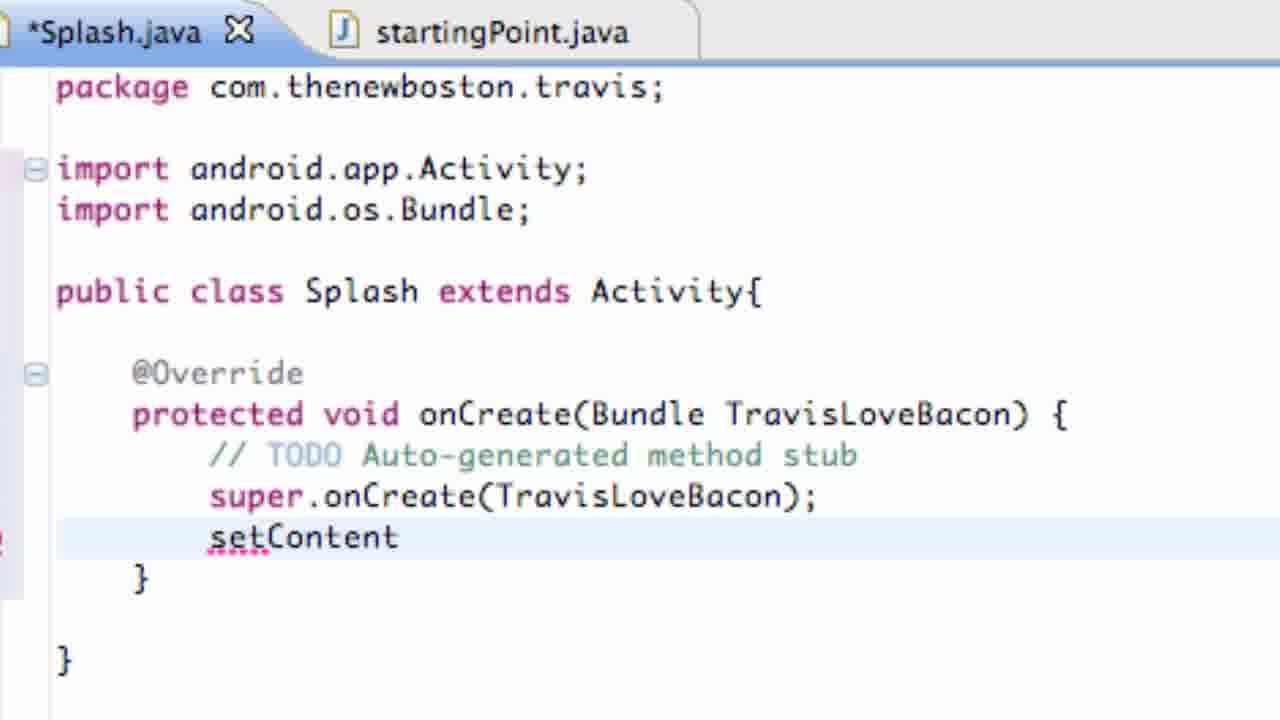 *Splash.java startingPoint.java
package com.thenewboston.travis;
import android.app.Activity;
import android.os.Bundle;
public class Splash extends Activity{
@Override
protected void onCreate(Bundle TravisLoveBacon) {
// TODO Auto-generated method stub
super.onCreate(TravisLoveBacon);
setContent
}
}